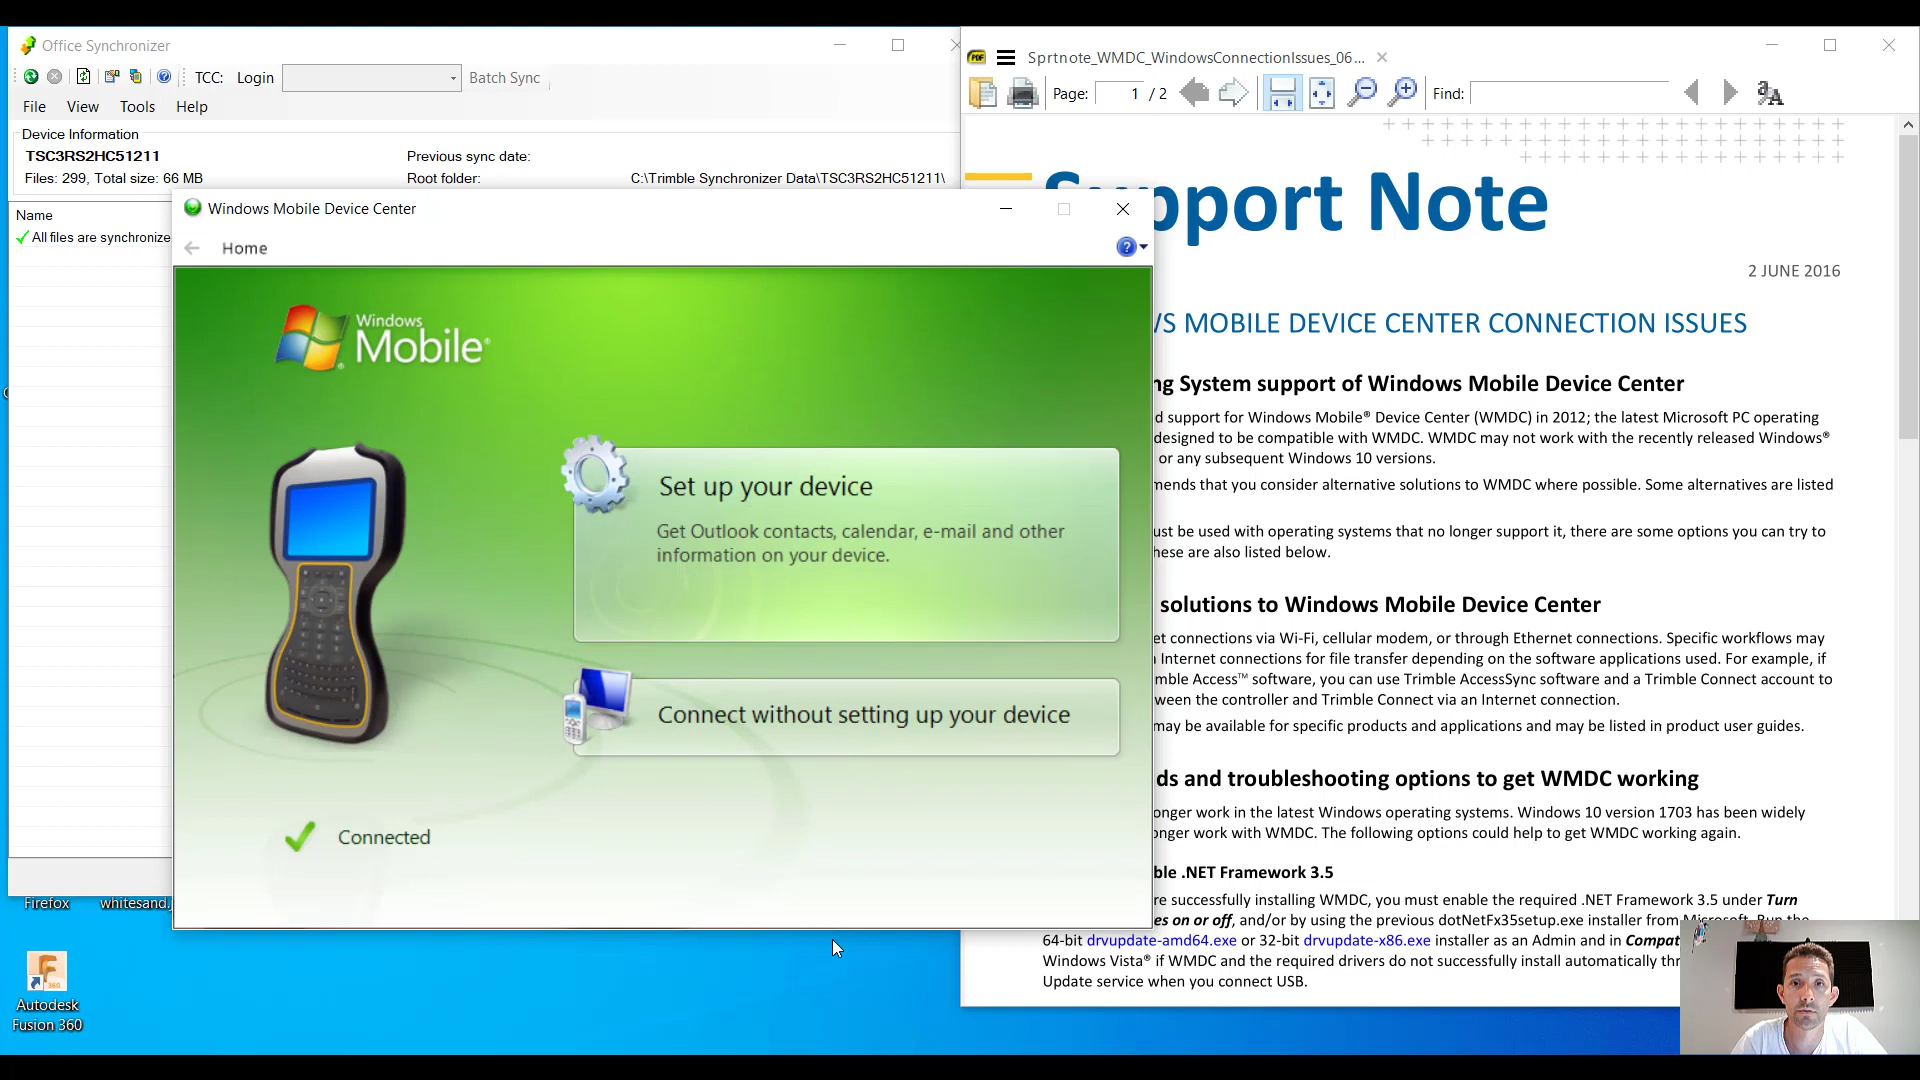 Office Synchronizer
TCC: Login
Batch Sync
File View Tools Help
Device Information
TSC3RS2HC51211
Previous sync date:
Files: 299, Total size: 66 MB
Root folder: C:\Trimble Synchronizer Data\TSC3RS2HC51211\
Name
All files are synchronize
Firefox
whitesand.j
Autodesk
Fusion 360
Windows Mobile Device Center
Home
Windows
Mobile®
Set up your device
Get Outlook contacts, calendar, e-mail and other
information on your device.
Connect without setting up your device
Connected
PDF
Sprtnote_WMDC_WindowsConnectionIssues_06...
Page: 1 / 2
Find:
Support Note
2 JUNE 2016
WS MOBILE DEVICE CENTER CONNECTION ISSUES
ng System support of Windows Mobile Device Center
d support for Windows Mobile® Device Center (WMDC) in 2012; the latest Microsoft PC operating
designed to be compatible with WMDC. WMDC may not work with the recently released Windows®
or any subsequent Windows 10 versions.
mends that you consider alternative solutions to WMDC where possible. Some alternatives are listed
ust be used with operating systems that no longer support it, there are some options you can try to
hese are also listed below.
solutions to Windows Mobile Device Center
et connections via Wi-Fi, cellular modem, or through Ethernet connections. Specific workflows may
Internet connections for file transfer depending on the software applications used. For example, if
mble Access™ software, you can use Trimble AccessSync software and a Trimble Connect account to
ween the controller and Trimble Connect via an Internet connection.
may be available for specific products and applications and may be listed in product user guides.
ds and troubleshooting options to get WMDC working
onger work in the latest Windows operating systems. Windows 10 version 1703 has been widely
onger work with WMDC. The following options could help to get WMDC working again.
ble .NET Framework 3.5
re successfully installing WMDC, you must enable the required .NET Framework 3.5 under Turn
es on or off, and/or by using the previous dotNetFx35setup.exe installer from Microsoft. Run the
64-bit drvupdate-amd64.exe or 32-bit drvupdate-x86.exe installer as an Admin and in Compat
Windows Vista® if WMDC and the required drivers do not successfully install automatically thr
Update service when you connect USB.